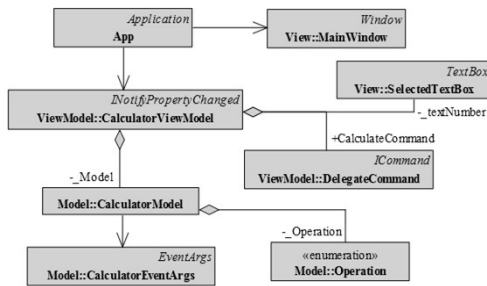 Application
App
Window
View::MainWindow
TextBox
View::SelectedTextBox
INotifyPropertyChanged
ViewModel::CalculatorViewModel
-_textNumber
+CalculateCommand
ICommand
ViewModel::DelegateCommand
-_Model
Model::CalculatorModel
-_Operation
EventArgs
Model::CalculatorEventArgs
«enumeration»
Model::Operation